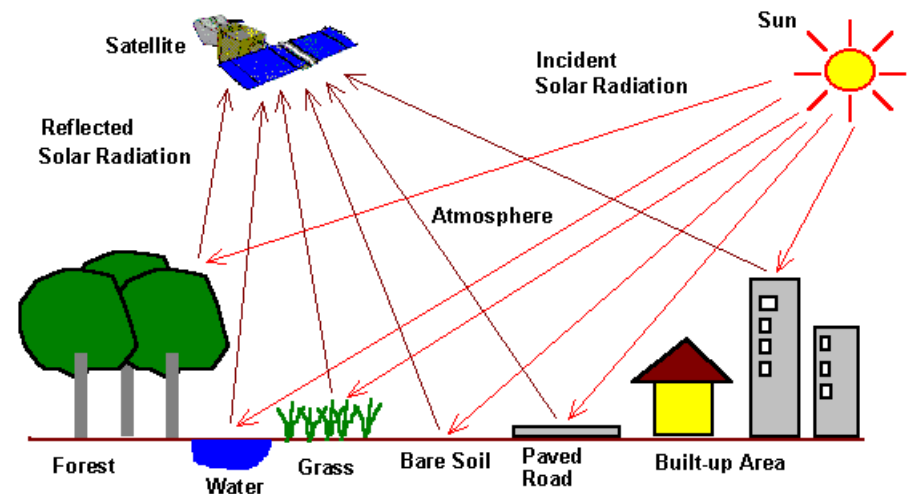 Sun
Satellite
Incident
Solar Radiation
Reflected
Solar Radiation
Atmosphere
Forest
Water
Grass
Bare Soil
Paved
Road
Built-up Area